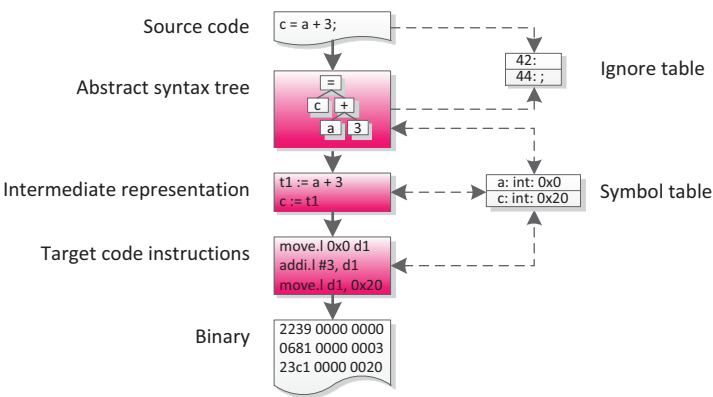 Source code
c = a + 3;
42:
44: ;
Ignore table
Abstract syntax tree
=
c +
a 3
Intermediate representation
t1 := a + 3
c := t1
a: int: 0x0
c: int: 0x20
Symbol table
Target code instructions
move.l 0x0 d1
addi.l #3, d1
move.l d1, 0x20
Binary
2239 0000 0000
0681 0000 0003
23c1 0000 0020